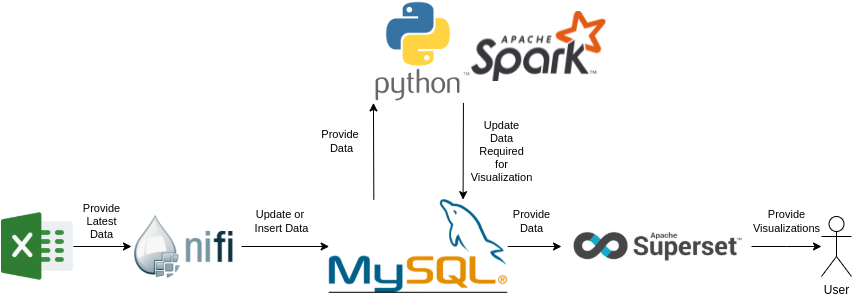 python™
APACHE
Spark™
Provide
Data
Update
Data
Required
for
Visualization
Provide
Latest
Data
nifi
Update or
Insert Data
MySQL®
Provide
Data
Apache
Superset™
Provide
Visualizations
User